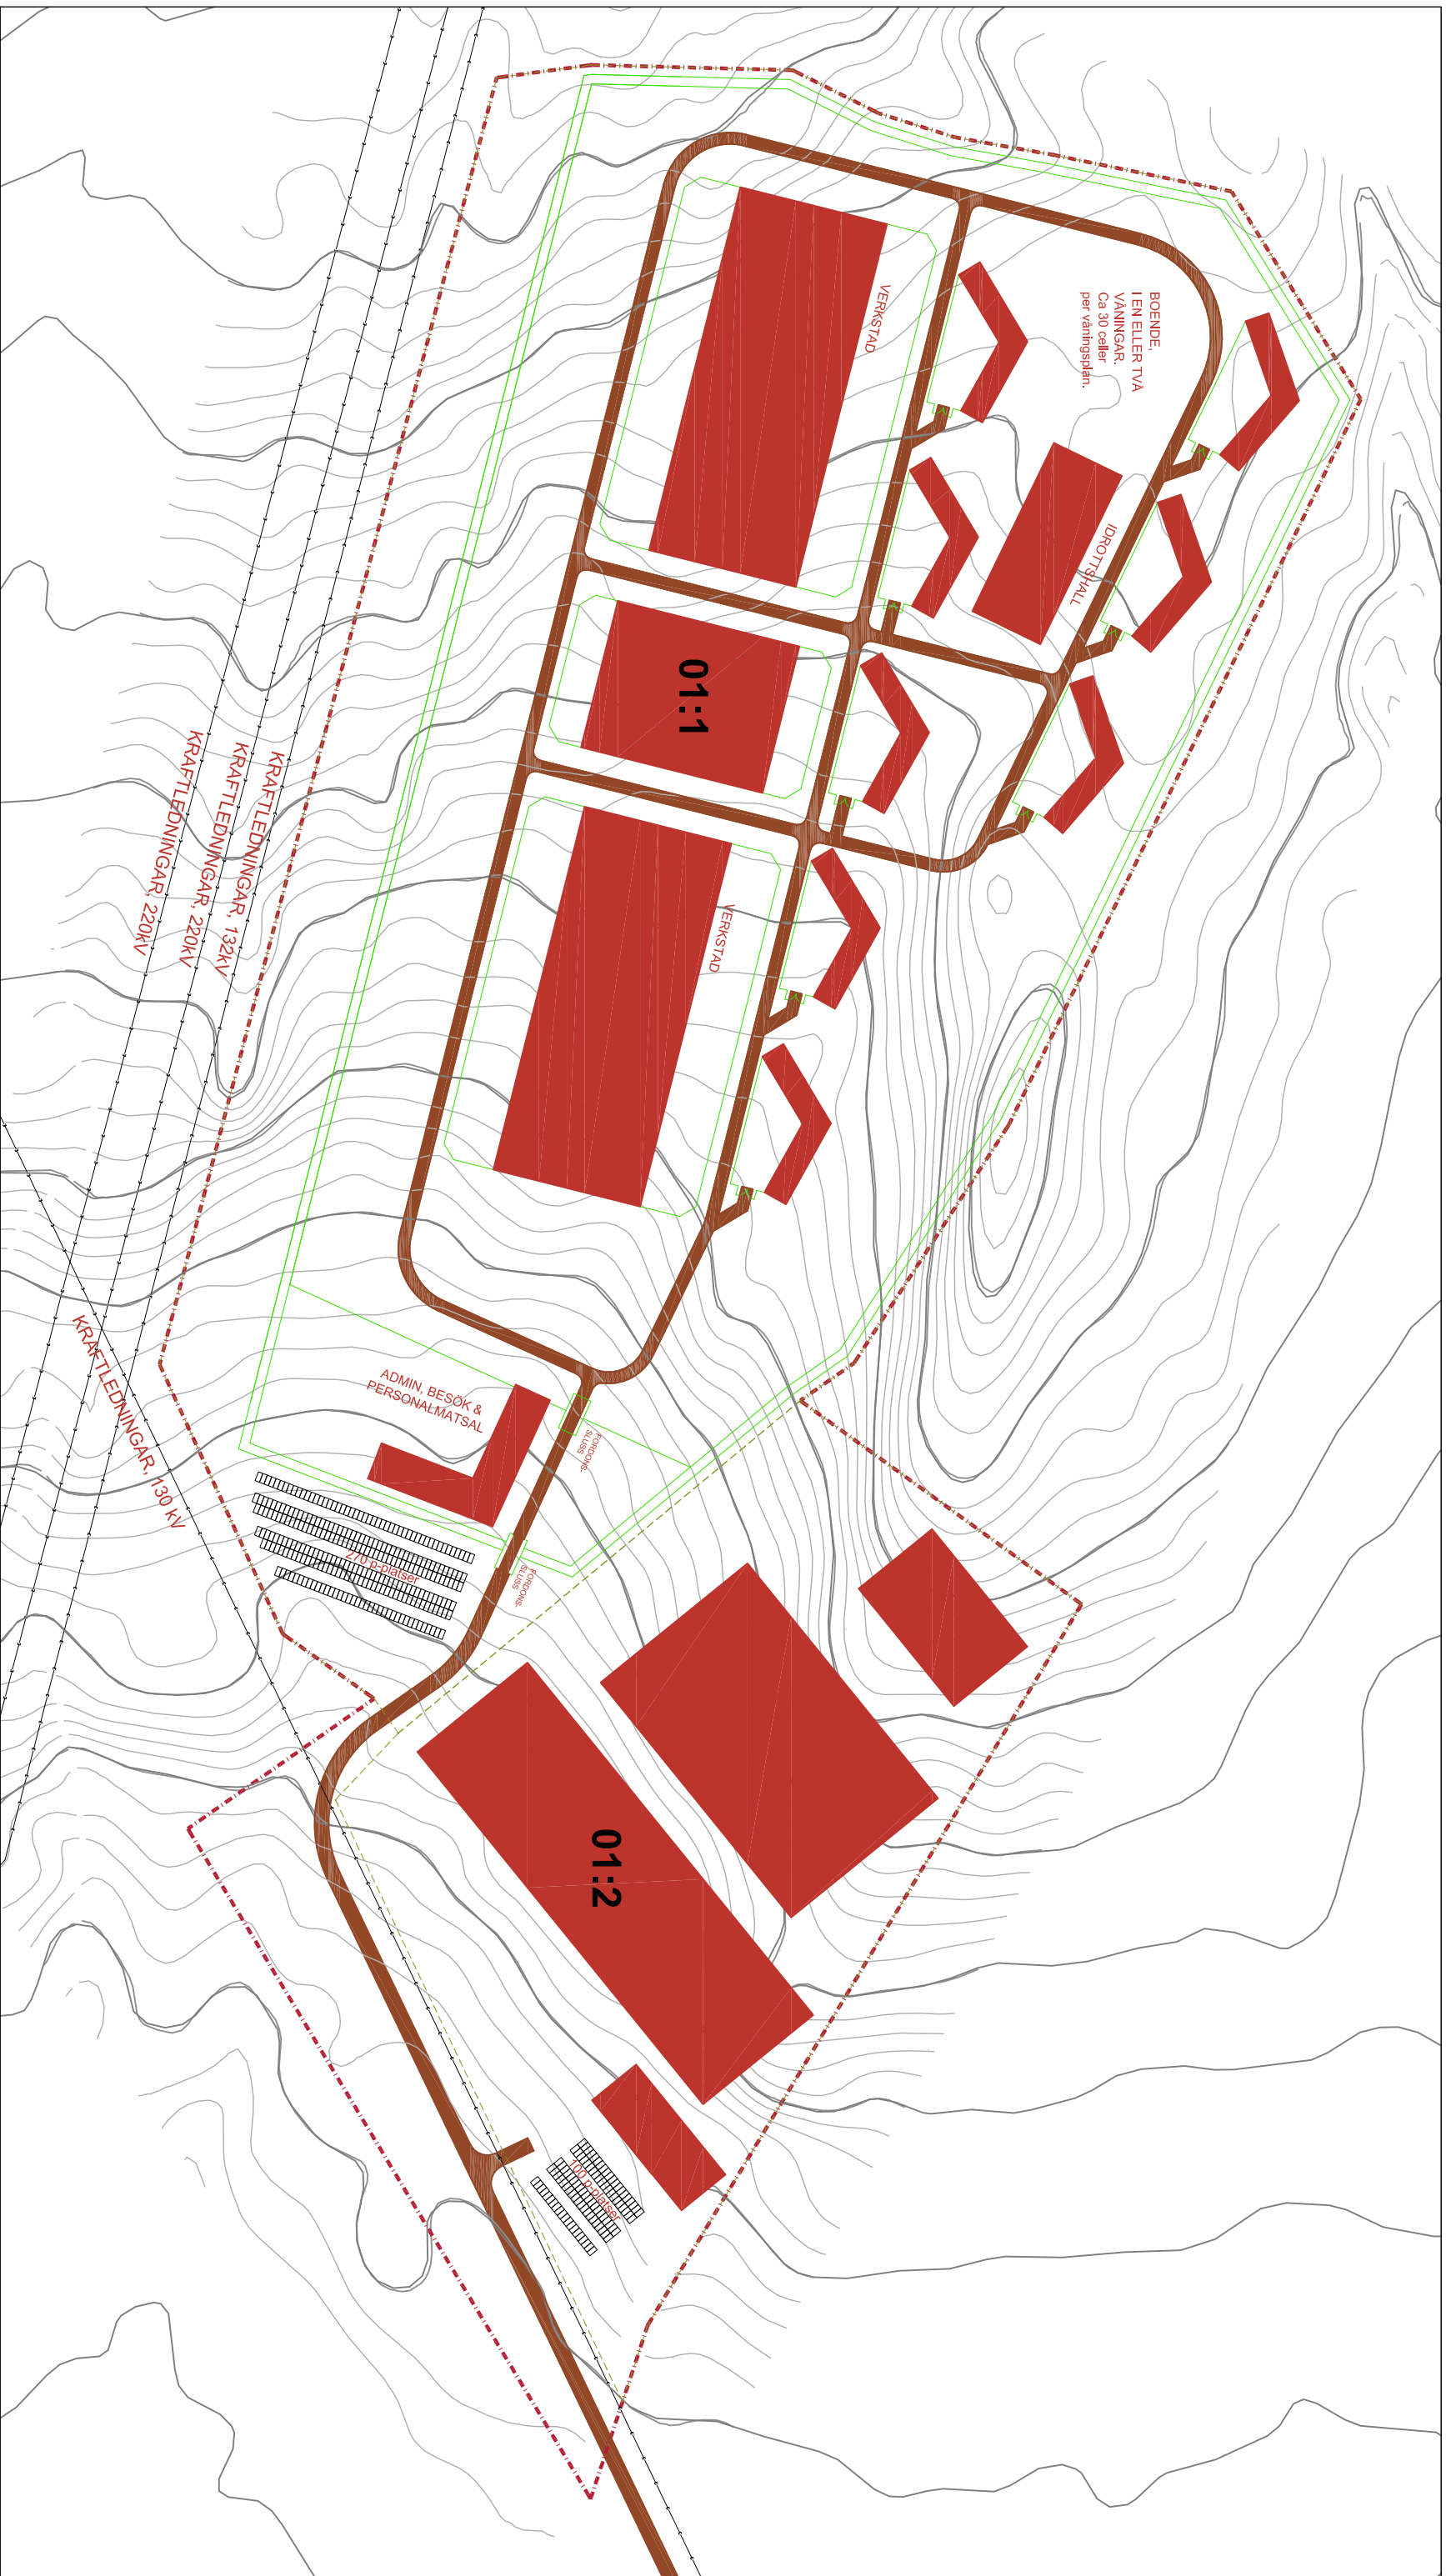 BOENDE,
I EN ELLER TVÅ
VÅNINGAR.
Ca 30 celler
per våningsplan.
VERKSTAD
IDROTTSHALL
01:1
VERKSTAD
KRAFTLEDNINGAR, 132kV
KRAFTLEDNINGAR, 220kV
KRAFTLEDNINGAR, 220kV
KRAFTLEDNINGAR, 130 kV
ADMIN, BESÖK &
PERSONALMATSAL
FORDONS-
SLUSS
FORDONS-
SLUSS
270 p-platser
01:2
100 p-platser